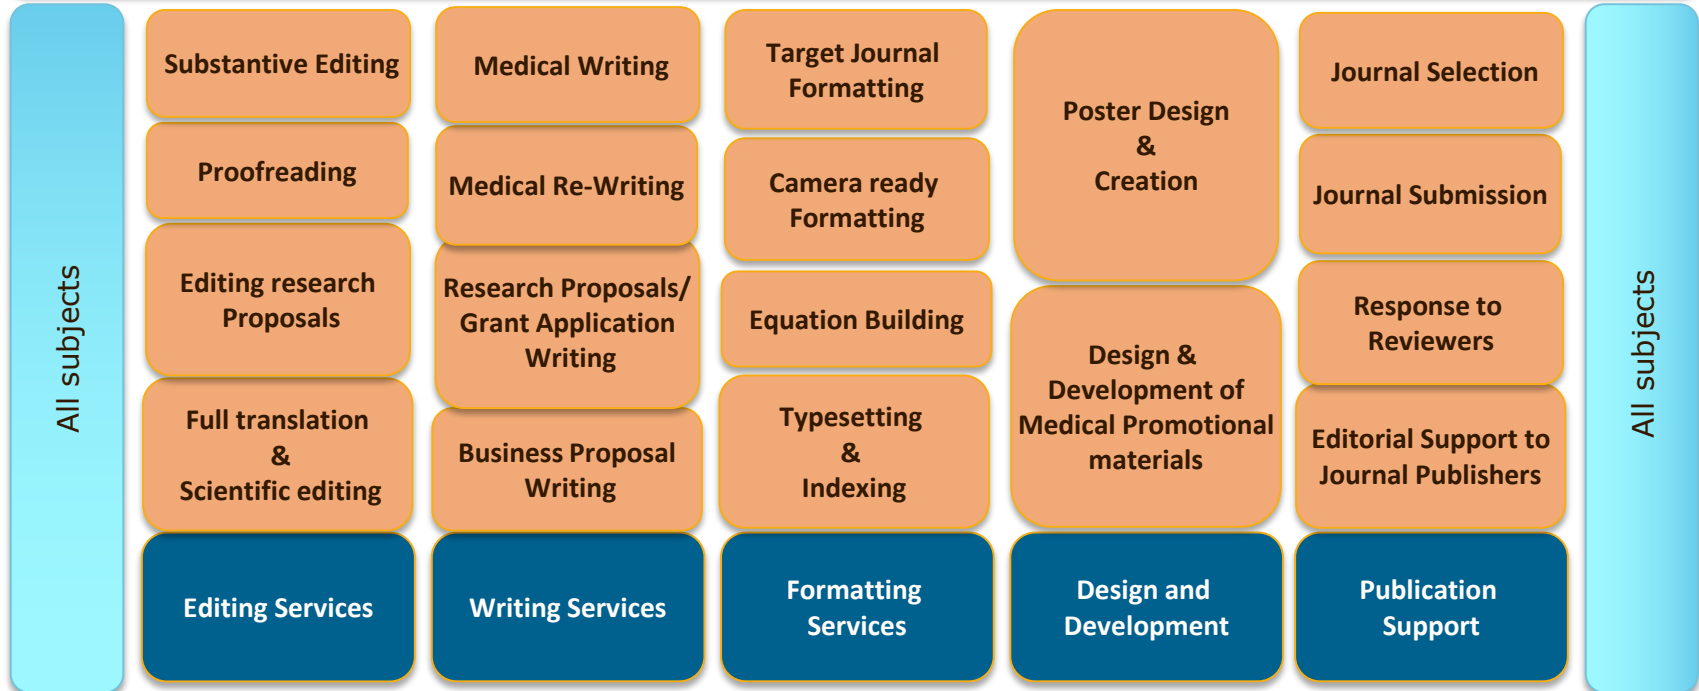 All subjects
Substantive Editing
Proofreading
Editing research
Proposals
Full translation
&
Scientific editing
Editing Services
Medical Writing
Medical Re-Writing
Research Proposals/
Grant Application
Writing
Business Proposal
Writing
Writing Services
Target Journal
Formatting
Camera ready
Formatting
Equation Building
Typesetting
&
Indexing
Formatting
Services
Poster Design
&
Creation
Design &
Development of
Medical Promotional
materials
Design and
Development
Journal Selection
Journal Submission
Response to
Reviewers
Editorial Support to
Journal Publishers
Publication
Support
All subjects